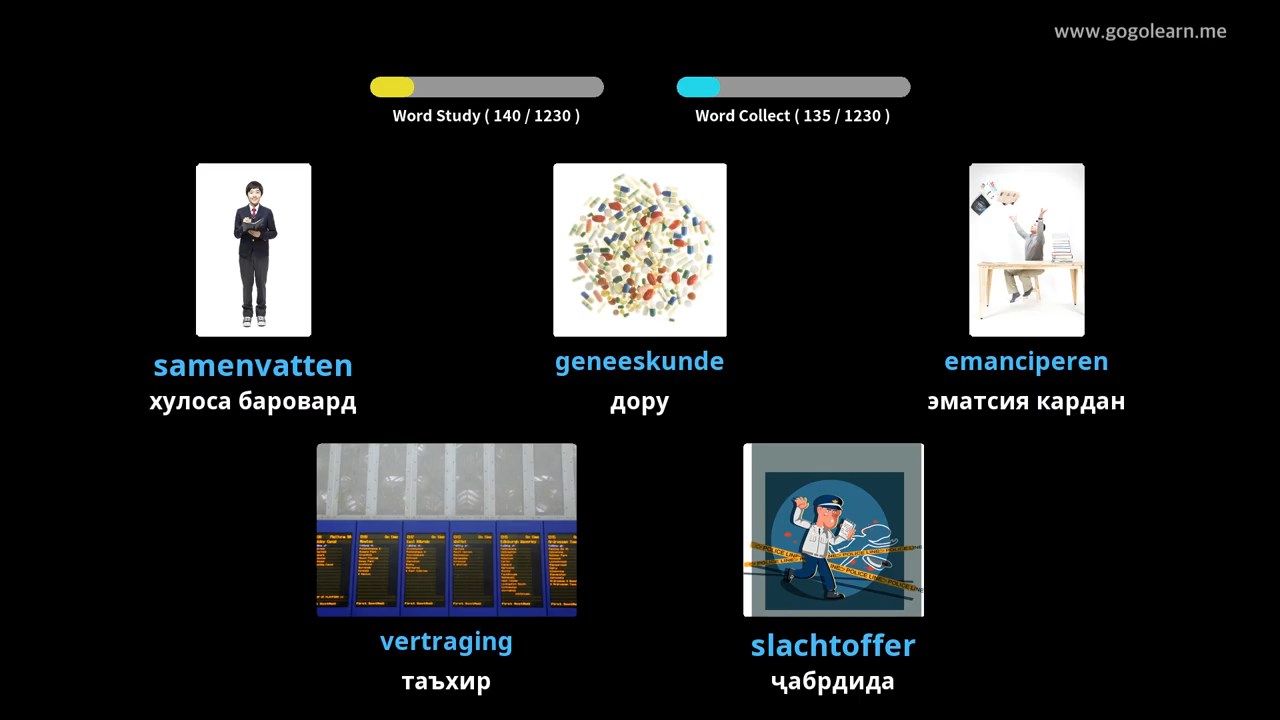 www.gogolearn.me
Word Study ( 140 / 1230 )
Word Collect ( 135 / 1230 )
samenvatten
хулоса баровард
geneeskunde
дору
emanciperen
эматсия кардан
vertraging
таъхир
slachtoffer
ҷабрдида